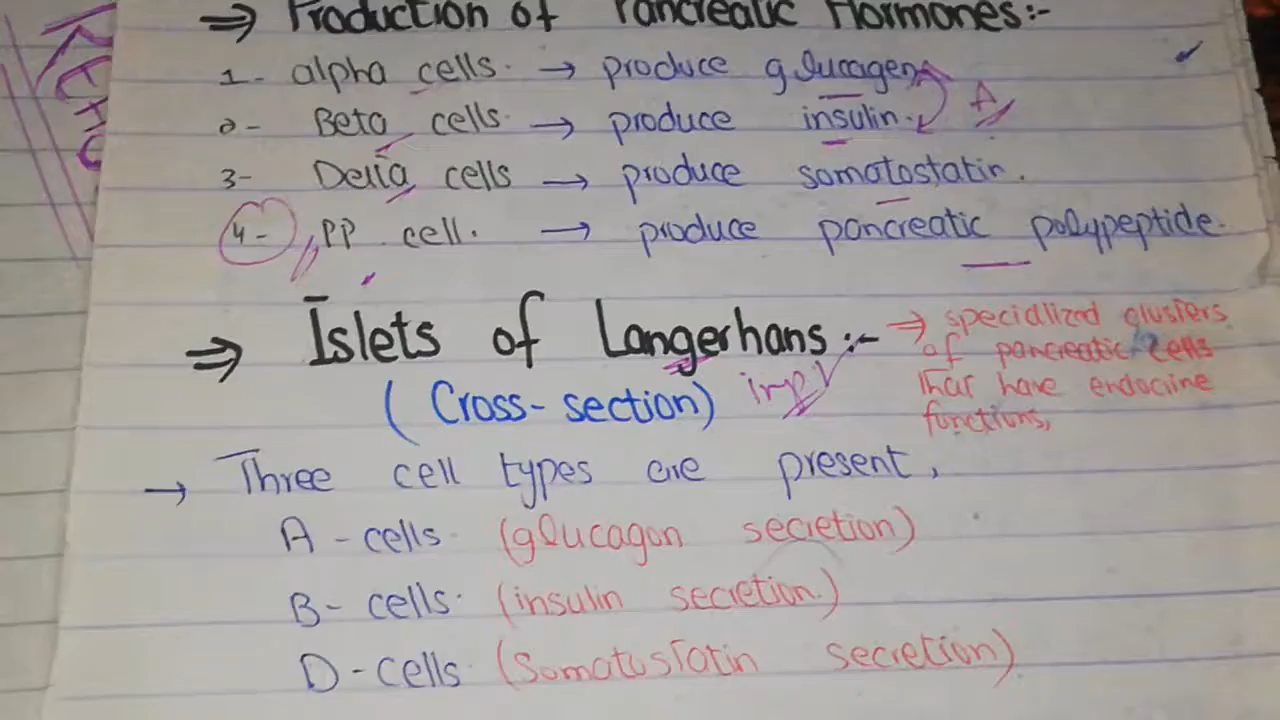 ⇒ Production of Pancreatic Hormones:-
1- alpha cells. → produce glucagen
2- Beta cells. → produce insulin.
A
3- Delta cells → produce somatostatin.
4- PP cell. → produce pancreatic polypeptide.
⇒ Islets of Langerhans :-
(Cross-section) imp
⇒ specialized clusters
of pancreatic cells
that have endocrine
functions,
→ Three cell types are present,
A - cells. (glucagon secretion)
B - cells. (insulin secretion)
D - cells. (Somatostatin secretion)